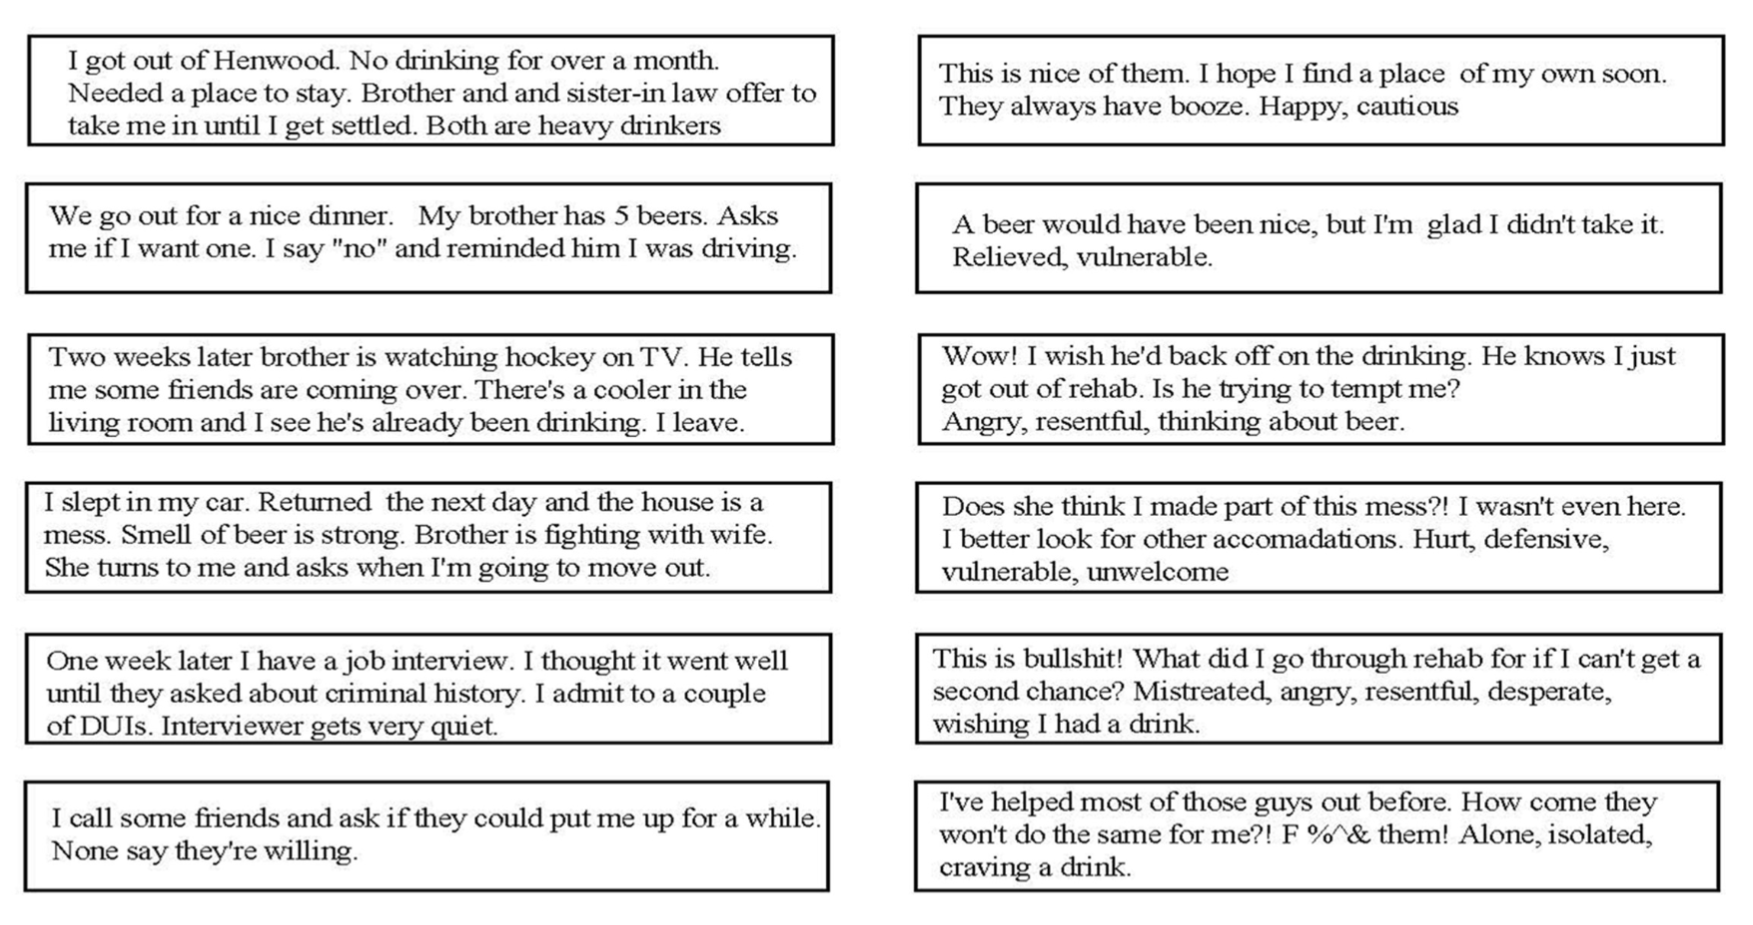 I got out of Henwood. No drinking for over a month.
Needed a place to stay. Brother and and sister-in law offer to
take me in until I get settled. Both are heavy drinkers
This is nice of them. I hope I find a place of my own soon.
They always have booze. Happy, cautious
We go out for a nice dinner. My brother has 5 beers. Asks
me if I want one. I say "no" and reminded him I was driving.
A beer would have been nice, but I'm glad I didn't take it.
Relieved, vulnerable.
Two weeks later brother is watching hockey on TV. He tells
me some friends are coming over. There's a cooler in the
living room and I see he's already been drinking. I leave.
Wow! I wish he'd back off on the drinking. He knows I just
got out of rehab. Is he trying to tempt me?
Angry, resentful, thinking about beer.
I slept in my car. Returned the next day and the house is a
mess. Smell of beer is strong. Brother is fighting with wife.
She turns to me and asks when I'm going to move out.
Does she think I made part of this mess?! I wasn't even here.
I better look for other accomadations. Hurt, defensive,
vulnerable, unwelcome
One week later I have a job interview. I thought it went well
until they asked about criminal history. I admit to a couple
of DUIs. Interviewer gets very quiet.
This is bullshit! What did I go through rehab for if I can't get a
second chance? Mistreated, angry, resentful, desperate,
wishing I had a drink.
I call some friends and ask if they could put me up for a while.
None say they're willing.
I've helped most of those guys out before. How come they
won't do the same for me?! F %^& them! Alone, isolated,
craving a drink.